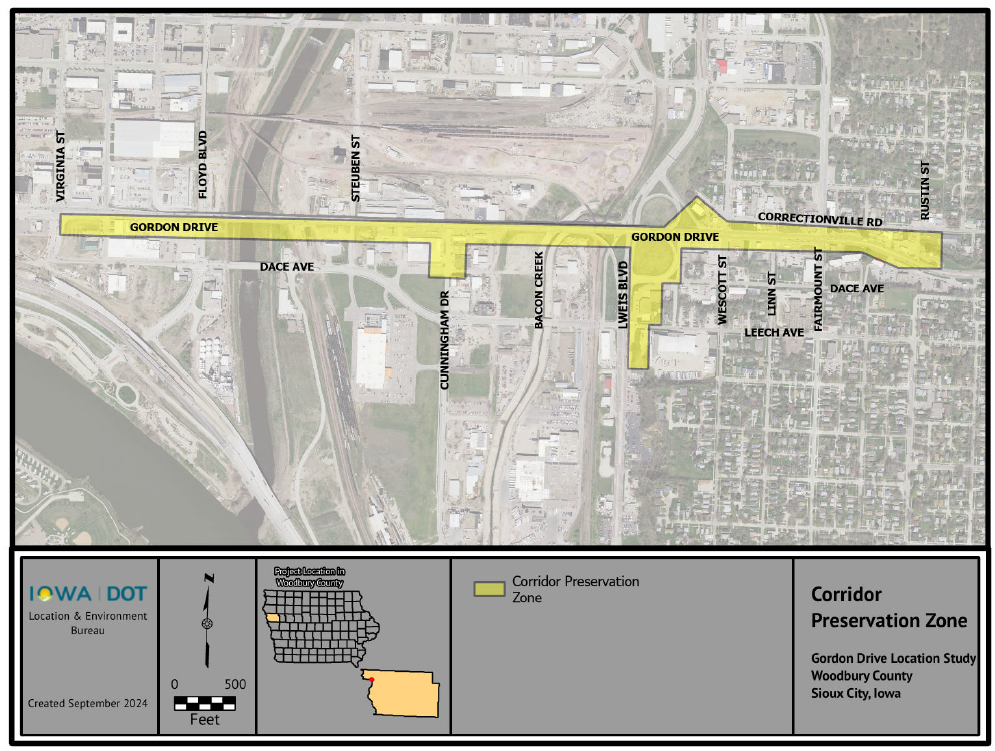 VIRGINIA ST
FLOYD BLVD
STEUBEN ST
RUSTIN ST
GORDON DRIVE
CORRECTIONVILLE RD
GORDON DRIVE
DACE AVE
CUNNINGHAM DR
BACON CREEK
LWEIS BLVD
WESCOTT ST
LINN ST
FAIRMOUNT ST
DACE AVE
LEECH AVE
IOWA | DOT
Location & Environment
Bureau
Created September 2024
N
0 500
Feet
Project Location in
Woodbury County
Corridor Preservation
Zone
Corridor
Preservation Zone
Gordon Drive Location Study
Woodbury County
Sioux City, Iowa